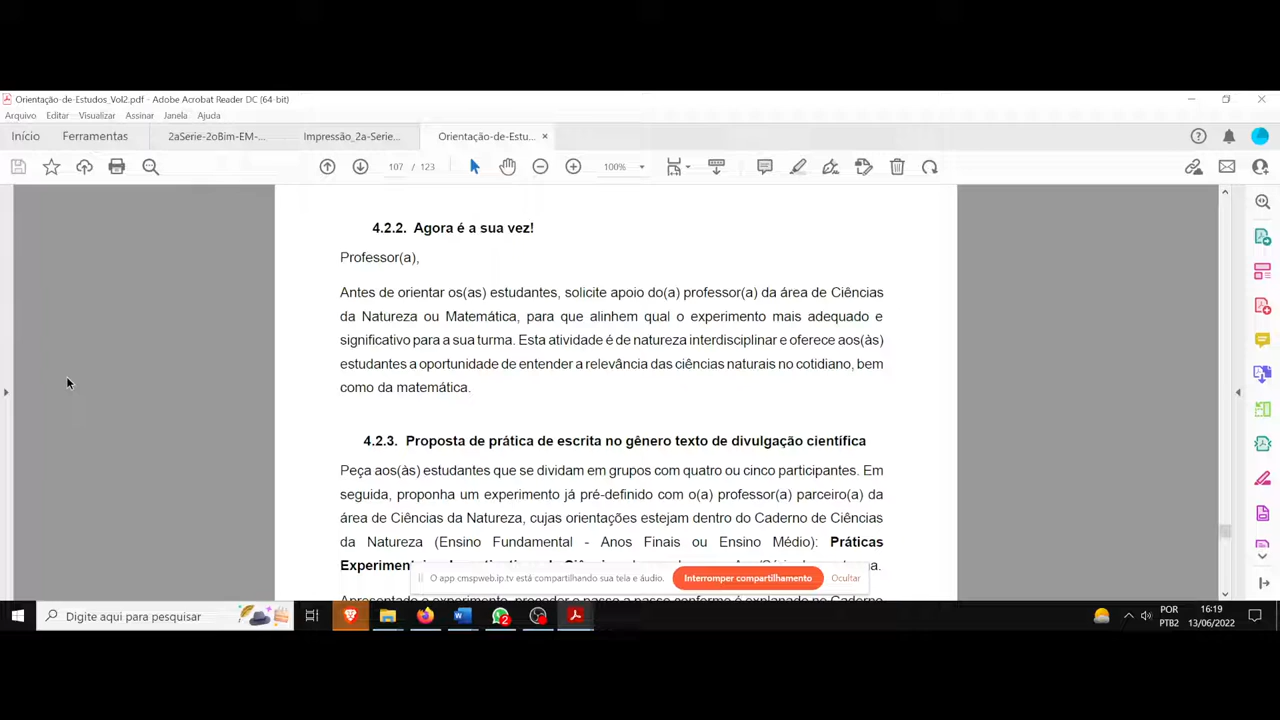 Orientação-de-Estudos_Vol2.pdf - Adobe Acrobat Reader DC (64-bit)
Arquivo Editar Visualizar Assinar Janela Ajuda
Início Ferramentas 2aSerie-2oBim-EM-... Impressão_2a-Serie... Orientação-de-Estu... ×
107 / 123 100%
4.2.2. Agora é a sua vez!
Professor(a),
Antes de orientar os(as) estudantes, solicite apoio do(a) professor(a) da área de Ciências
da Natureza ou Matemática, para que alinhem qual o experimento mais adequado e
significativo para a sua turma. Esta atividade é de natureza interdisciplinar e oferece aos(às)
estudantes a oportunidade de entender a relevância das ciências naturais no cotidiano, bem
como da matemática.
4.2.3. Proposta de prática de escrita no gênero texto de divulgação científica
Peça aos(às) estudantes que se dividam em grupos com quatro ou cinco participantes. Em
seguida, proponha um experimento já pré-definido com o(a) professor(a) parceiro(a) da
área de Ciências da Natureza, cujas orientações estejam dentro do Caderno de Ciências
da Natureza (Ensino Fundamental - Anos Finais ou Ensino Médio): Práticas
O app cmspweb.ip.tv está compartilhando sua tela e áudio. Interromper compartilhamento Ocultar
Digite aqui para pesquisar
2
POR 16:19
PTB2 13/06/2022